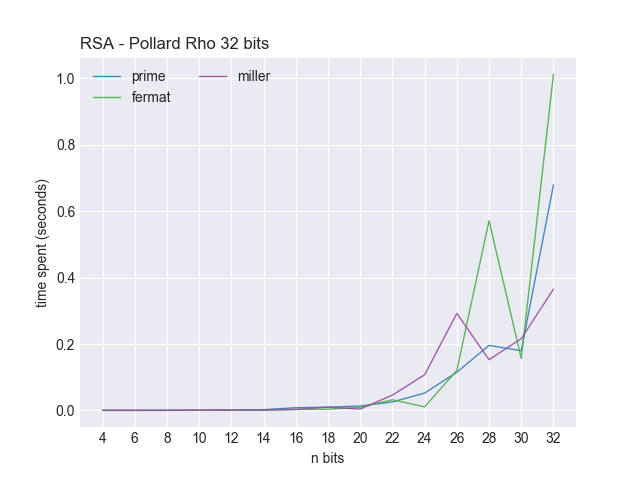 RSA - Pollard Rho 32 bits
prime miller
fermat
1.0
0.8
0.6
0.4
0.2
0.0
time spent (seconds)
4 6 8 10 12 14 16 18 20 22 24 26 28 30 32
n bits